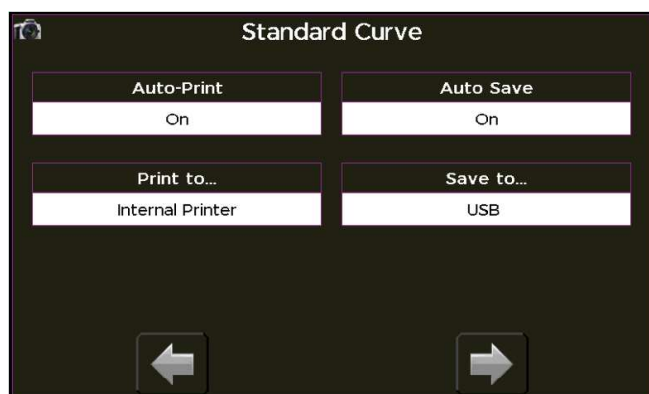 Standard Curve
Auto-Print
Auto Save
On
On
Print to...
Save to...
Internal Printer
USB